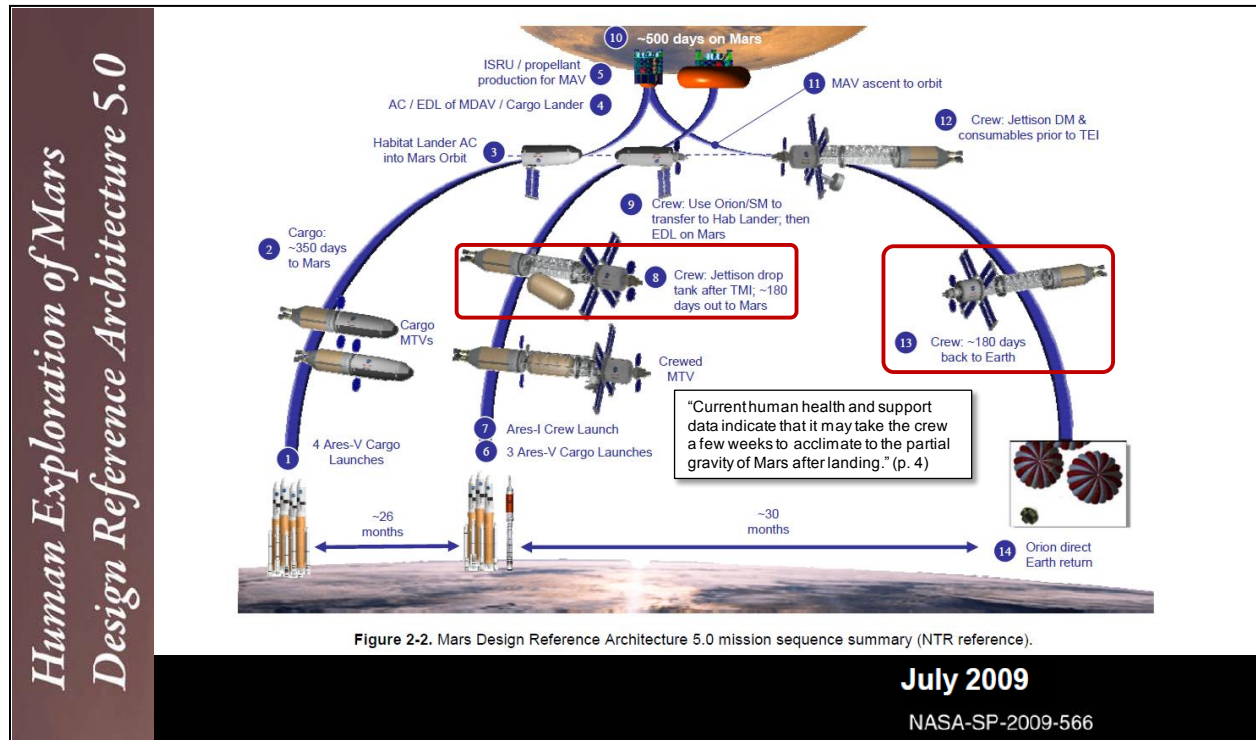 Human Exploration of Mars
Design Reference Architecture 5.0
10 ~500 days on Mars
ISRU / propellant
production for MAV
5
AC / EDL of MDAV / Cargo Lander
4
Habitat Lander AC
into Mars Orbit
3
11 MAV ascent to orbit
12 Crew: Jettison DM &
consumables prior to TEI
2 Cargo:
~350 days
to Mars
9
Crew: Use Orion/SM to
transfer to Hab Lander; then
EDL on Mars
8 Crew: Jettison drop
tank after TMI; ~180
days out to Mars
13 Crew: ~180 days
back to Earth
Cargo
MTVs
Crewed
MTV
“Current human health and support
data indicate that it may take the crew
a few weeks to acclimate to the partial
gravity of Mars after landing.” (p. 4)
1 4 Ares-V Cargo
Launches
7 Ares-I Crew Launch
6 3 Ares-V Cargo Launches
~26
months
~30
months
14 Orion direct
Earth return
Figure 2-2. Mars Design Reference Architecture 5.0 mission sequence summary (NTR reference).
July 2009
NASA-SP-2009-566